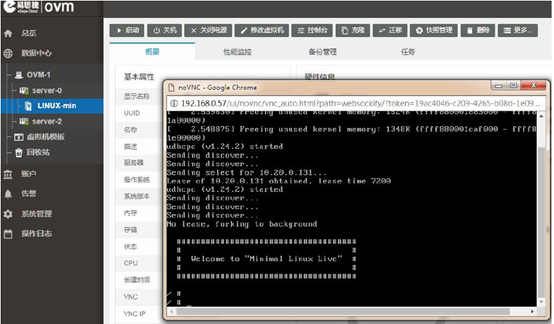 易思捷 | ovm
eShare Cloud
启动
关机
关闭电源
修改虚拟机
控制台
克隆
迁移
快照管理
删除
更多...
总览
数据中心
OVM-1
server-0
LINUX-min
server-2
虚拟机模板
回收站
账户
告警
系统管理
操作日志
概要
性能监控
备份管理
任务
基本属性
硬件信息
显示名称
UUID
名称
描述
服务器
操作系统
系统版本
内存
存储
状态
CPU
创建时间
VNC
VNC IP
noVNC - Google Chrome
192.168.0.57/ui/novnc/vnc_auto.html?path=websockify/?token=19ac4046-c209-4265-b08d-1e09...
1a00000)
[ 2.548875] Freeing unused kernel memory: 1348K (ffff880001caf000 - ffff8
1e00000)
udhcpc (v1.24.2) started
Sending discover...
Sending discover...
Sending select for 10.20.0.131...
Lease of 10.20.0.131 obtained, lease time 7200
udhcpc (v1.24.2) started
Sending discover...
Sending discover...
Sending discover...
No lease, forking to background
###################################
# #
# Welcome to "Minimal Linux Live" #
# #
###################################
/ #
/ # _